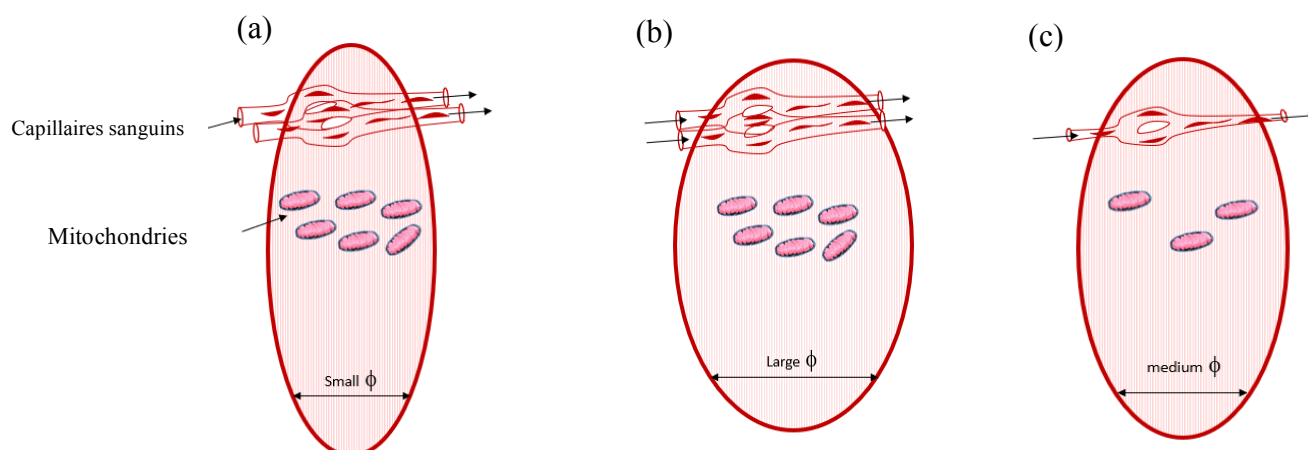 (a)
(b)
(c)
Capillaires sanguins
Mitochondries
Small ϕ
Large ϕ
medium ϕ